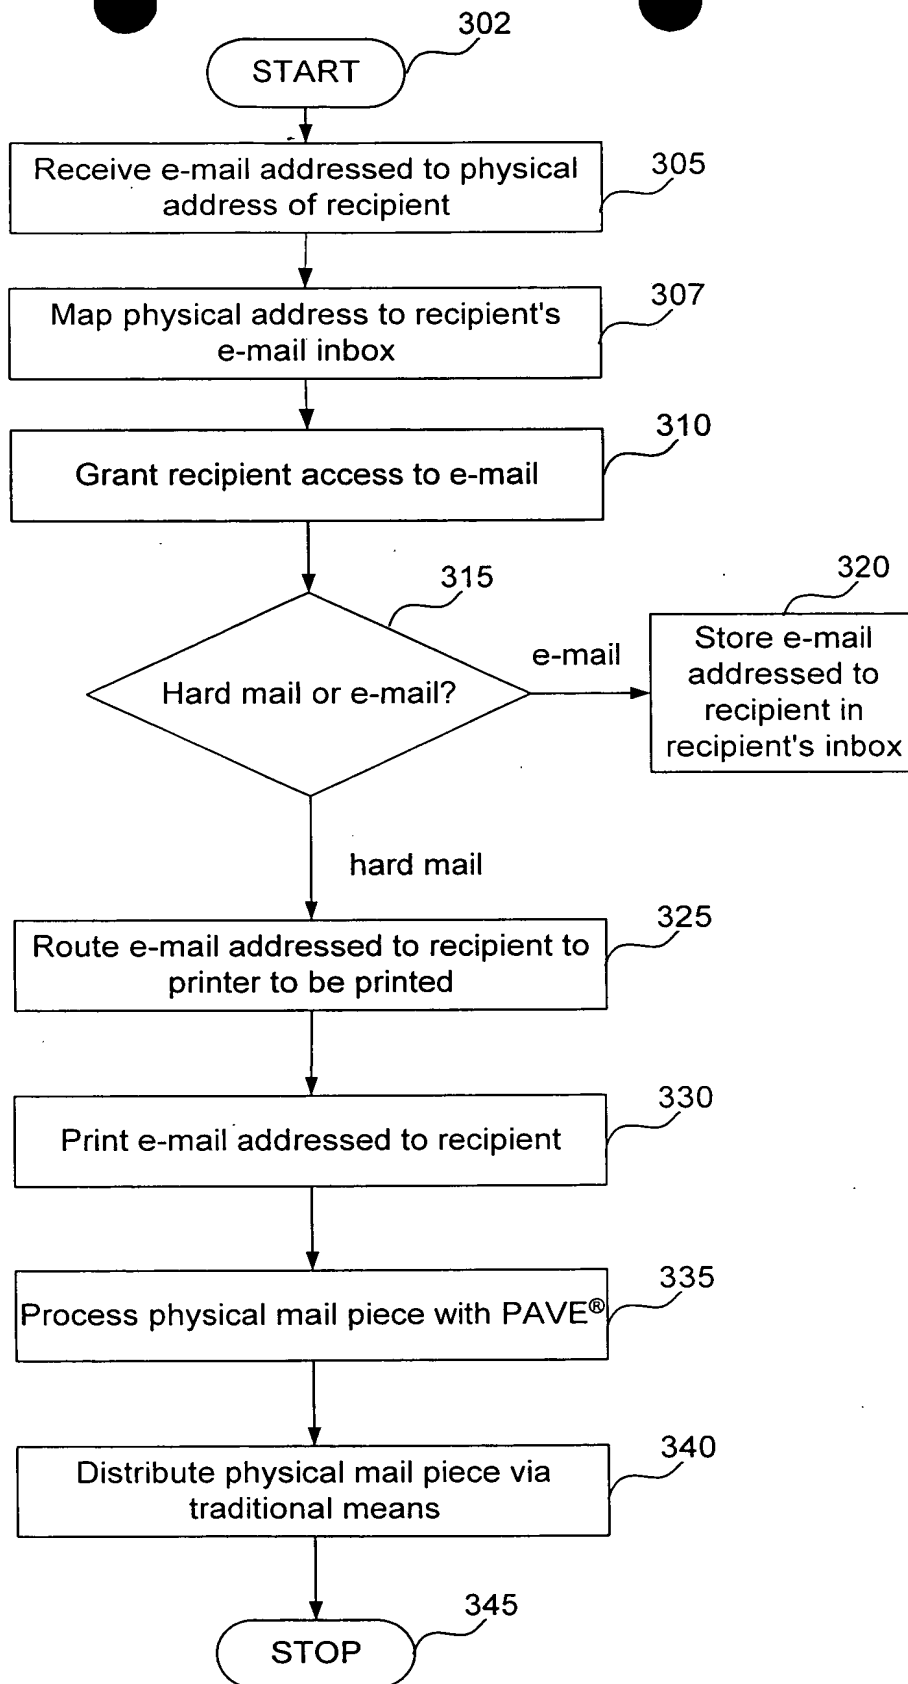 302
START
Receive e-mail addressed to physical
address of recipient
305
Map physical address to recipient's
e-mail inbox
307
310
Grant recipient access to e-mail
315
Hard mail or e-mail?
e-mail
320
Store e-mail
addressed to
recipient in
recipient's inbox
hard mail
325
Route e-mail addressed to recipient to
printer to be printed
330
Print e-mail addressed to recipient
335
Process physical mail piece with PAVE®
340
Distribute physical mail piece via
traditional means
345
STOP